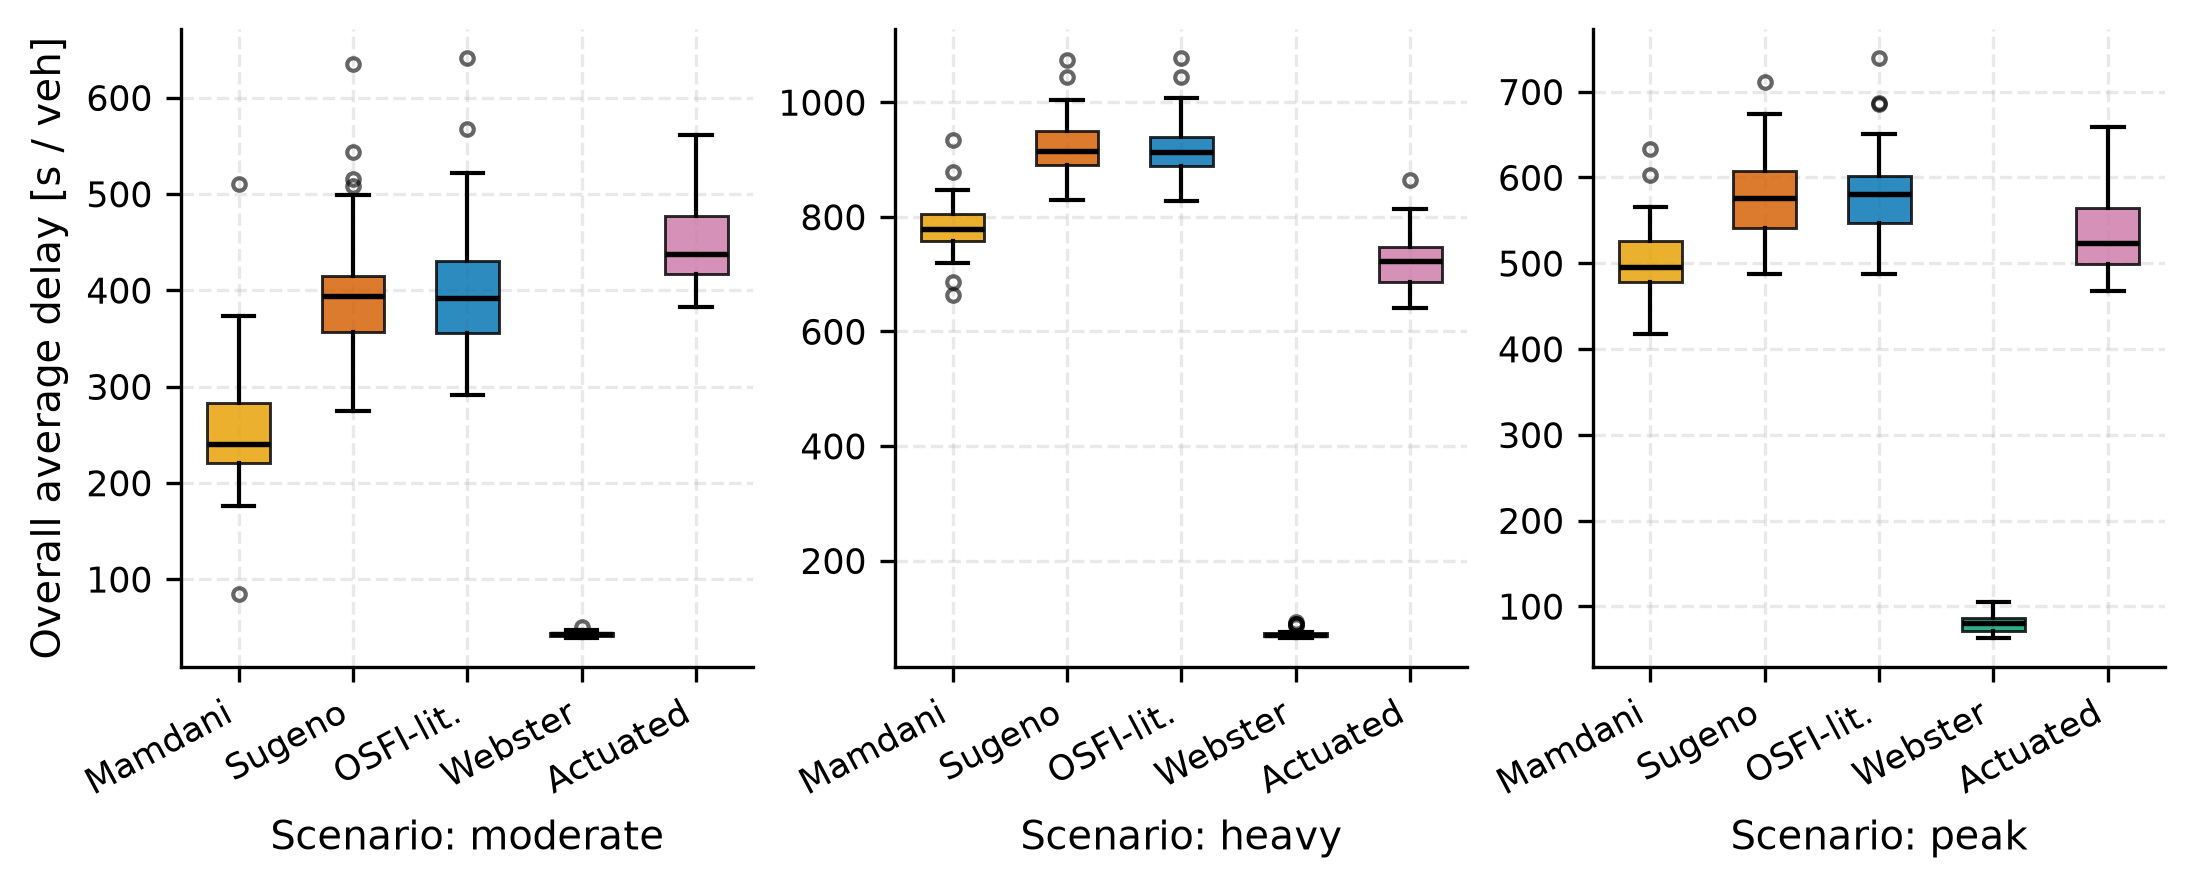 Overall average delay [s / veh]
600
500
400
300
200
100
Mamdani
Sugeno
OSFI-lit.
Webster
Actuated
Scenario: moderate
1000
800
600
400
200
Mamdani
Sugeno
OSFI-lit.
Webster
Actuated
Scenario: heavy
700
600
500
400
300
200
100
Mamdani
Sugeno
OSFI-lit.
Webster
Actuated
Scenario: peak